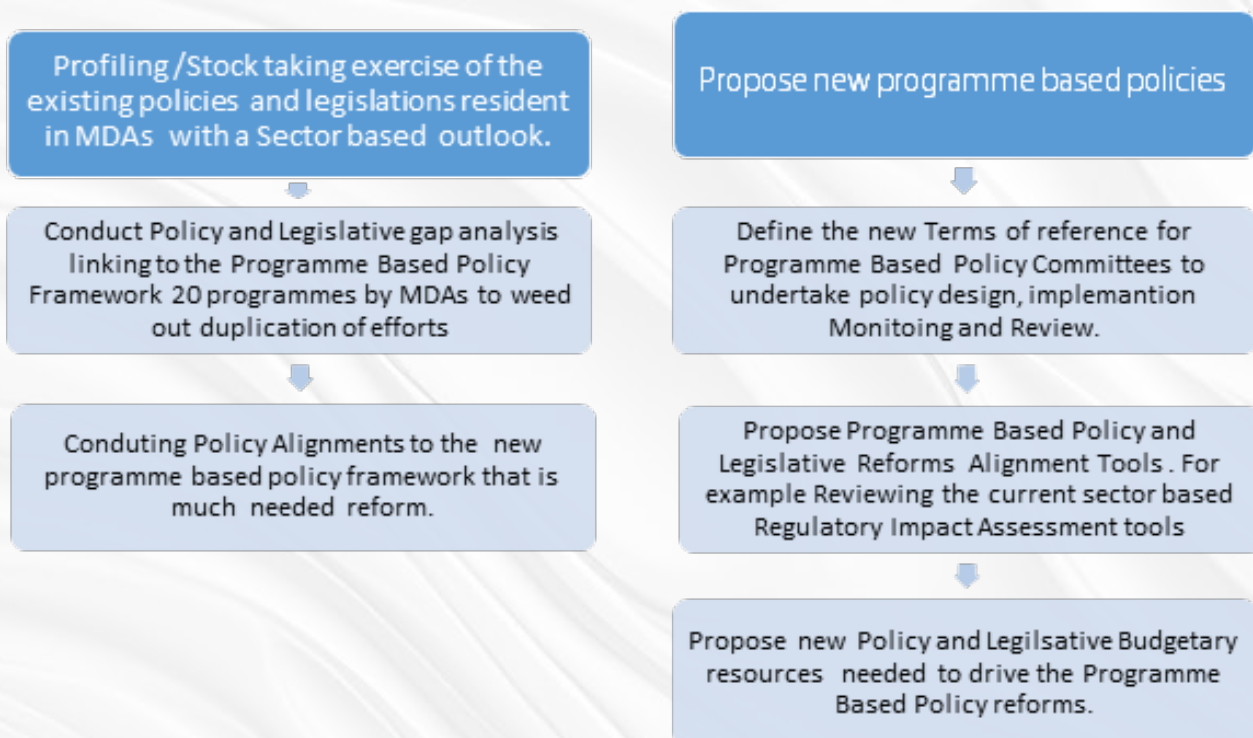 Profiling /Stock taking exercise of the
existing policies and legislations resident
in MDAs with a Sector based outlook.
Conduct Policy and Legislative gap analysis
linking to the Programme Based Policy
Framework 20 programmes by MDAs to weed
out duplication of efforts
Conduting Policy Alignments to the new
programme based policy framework that is
much needed reform.
Propose new programme based policies
Define the new Terms of reference for
Programme Based Policy Committees to
undertake policy design, implemantion
Monitoing and Review.
Propose Programme Based Policy and
Legislative Reforms Alignment Tools . For
example Reviewing the current sector based
Regulatory Impact Assessment tools
Propose new Policy and Legilsative Budgetary
resources needed to drive the Programme
Based Policy reforms.